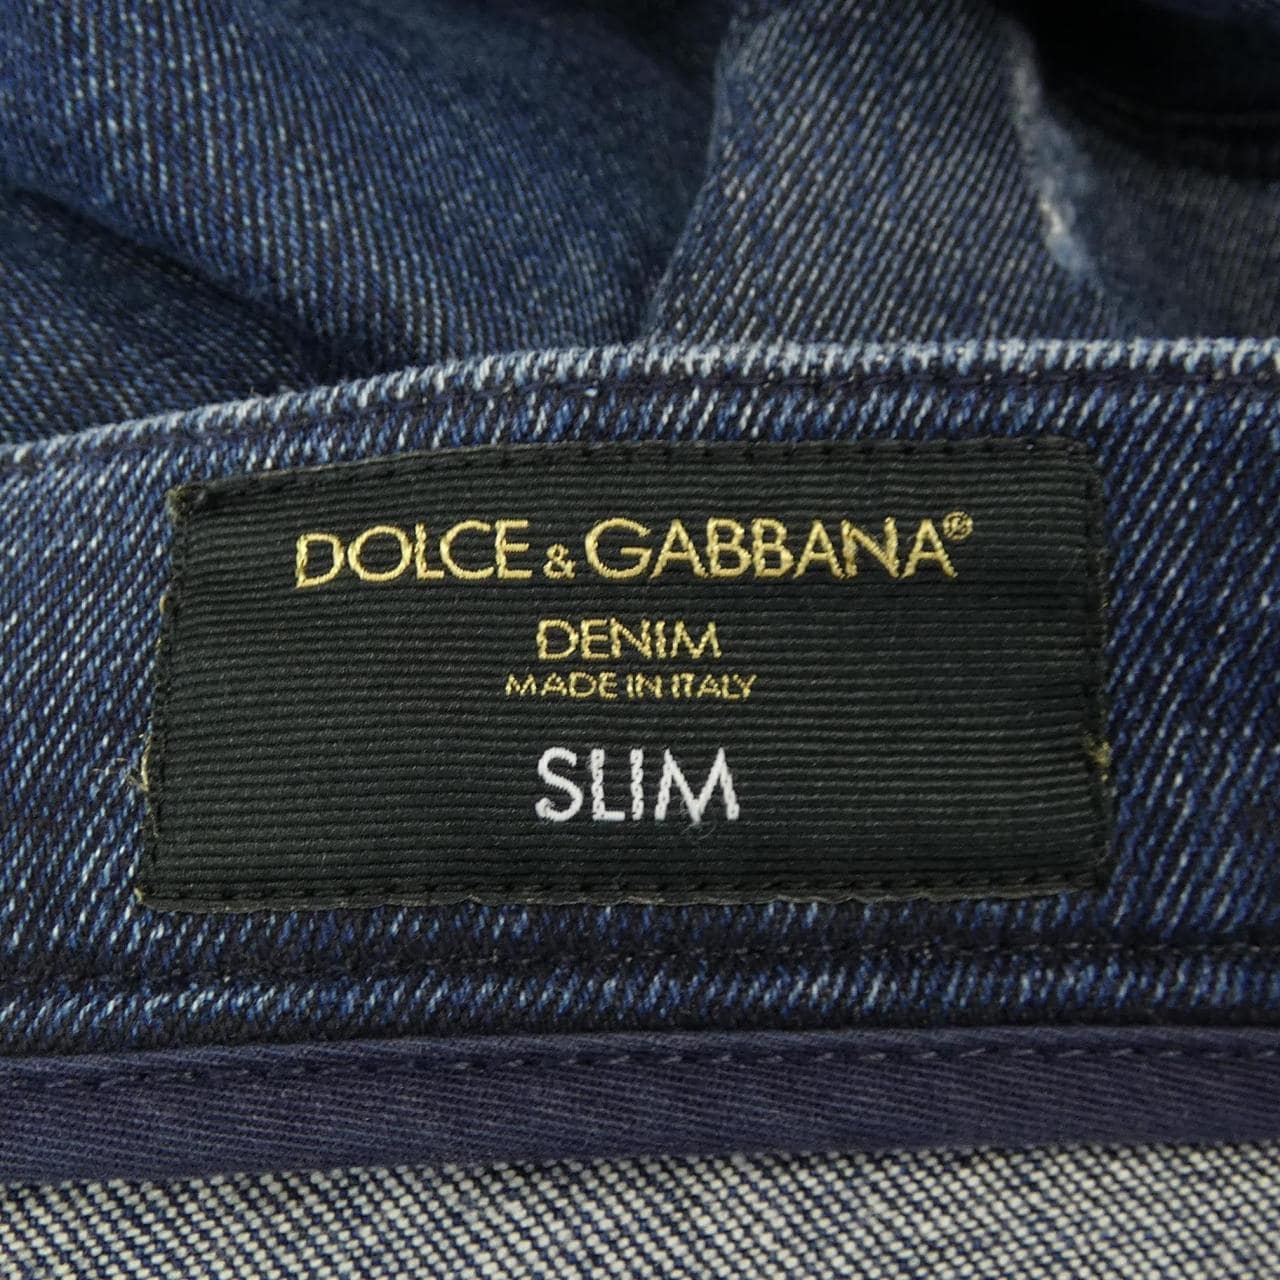 DOLCE & GABBANA®
DENIM
MADE IN ITALY
SLIM